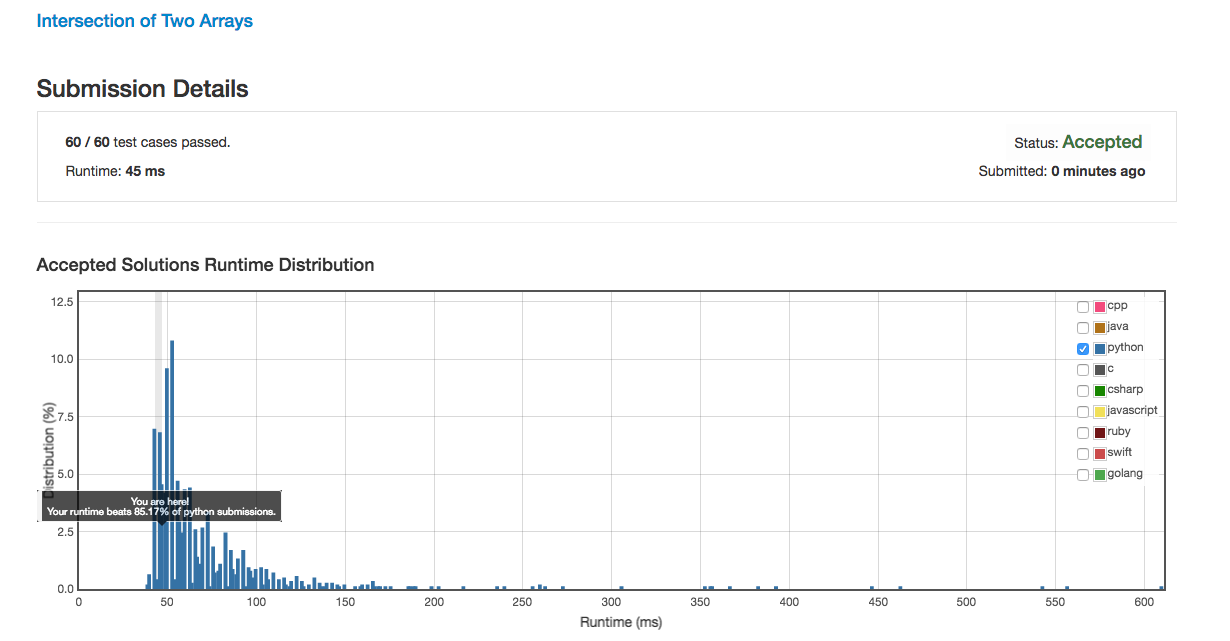 Intersection of Two Arrays
Submission Details
60 / 60 test cases passed.
Status: Accepted
Runtime: 45 ms
Submitted: 0 minutes ago
Accepted Solutions Runtime Distribution
12.5
10.0
7.5
5.0
2.5
0.0
Distribution (%)
cpp
java
python
c
csharp
javascript
ruby
swift
golang
You are here!
Your runtime beats 85.17% of python submissions.
0 50 100 150 200 250 300 350 400 450 500 550 600
Runtime (ms)